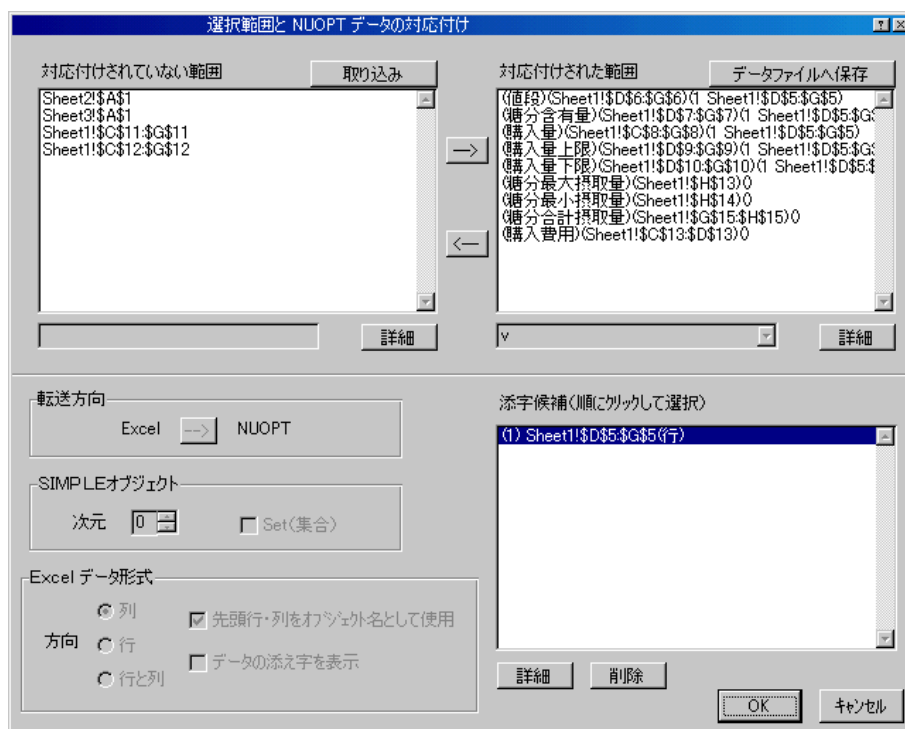 選択範囲と NUOPT データの対応付け
対応付けされていない範囲
取り込み
Sheet2!$A$1
Sheet3!$A$1
Sheet1!$C$11:$G$11
Sheet1!$C$12:$G$12
詳細
-->
<--
対応付けされた範囲
データファイルへ保存
(値段)(Sheet1!$D$6:$G$6)(1 Sheet1!$D$5:$G$5)
(糖分含有量)(Sheet1!$D$7:$G$7)(1 Sheet1!$D$5:$G$
(購入量)(Sheet1!$C$8:$G$8)(1 Sheet1!$D$5:$G$5)
(購入量上限)(Sheet1!$D$9:$G$9)(1 Sheet1!$D$5:$G$
(購入量下限)(Sheet1!$D$10:$G$10)(1 Sheet1!$D$5:$
(糖分最大摂取量)(Sheet1!$H$13)()
(糖分最小摂取量)(Sheet1!$H$14)()
(糖分合計摂取量)(Sheet1!$G$15:$H$15)()
(購入費用)(Sheet1!$C$13:$D$13)()
v
詳細
転送方向
Excel --> NUOPT
SIMPLEオブジェクト
次元 0 Set(集合)
Excel データ形式
方向
列
行
行と列
先頭行・列をオブジェクト名として使用
データの添え字を表示
添字候補(順にクリックして選択)
(1) Sheet1!$D$5:$G$5(行)
詳細
削除
OK
キャンセル